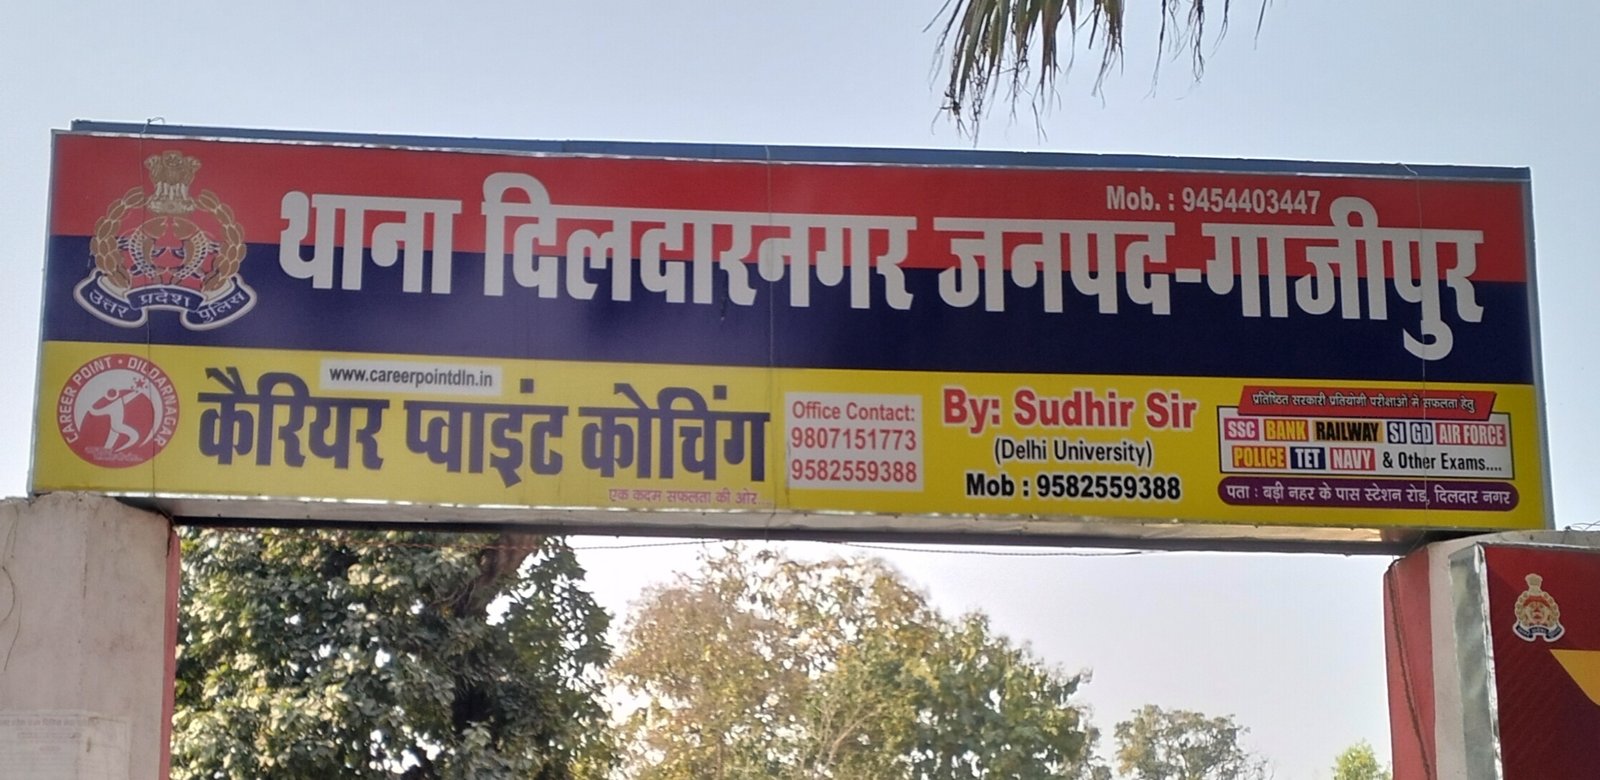 Mob. : 9454403447
थाना दिलदारनगर जनपद-गाजीपुर
उत्तर प्रदेश पुलिस
CAREER POINT • DILDARNAGAR
www.careerpointdln.in
कैरियर प्वाइंट कोचिंग
एक कदम सफलता की ओर...
Office Contact:
9807151773
9582559388
By: Sudhir Sir
(Delhi University)
Mob : 9582559388
प्रतिष्ठित सरकारी प्रतियोगी परीक्षाओं में सफलता हेतु
SSC BANK RAILWAY SI GD AIR FORCE
POLICE TET NAVY & Other Exams....
पता : बड़ी नहर के पास स्टेशन रोड, दिलदार नगर